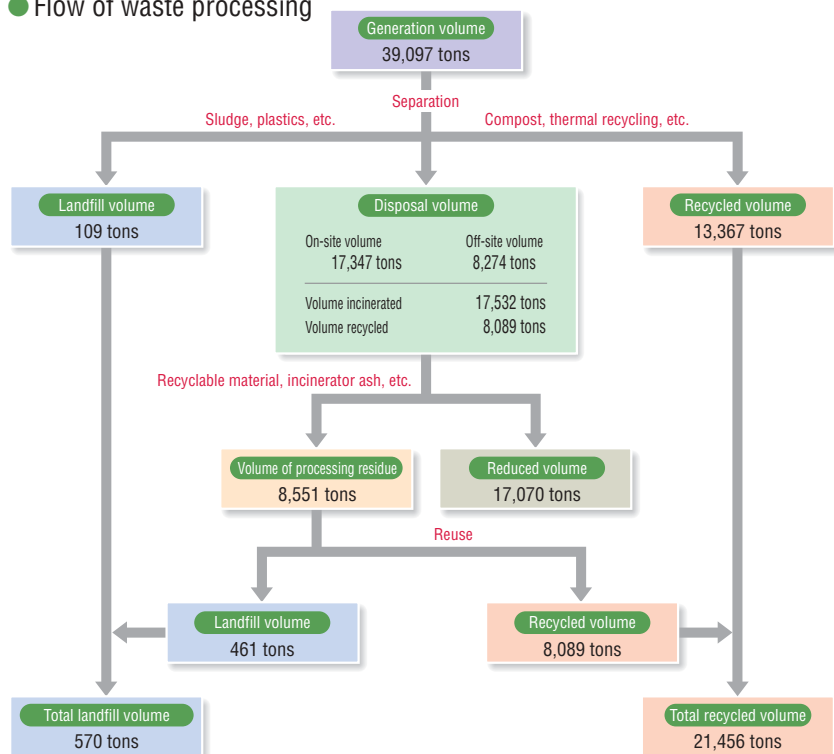 Flow of waste processing
Generation volume
39,097 tons
Separation
Sludge, plastics, etc.
Compost, thermal recycling, etc.
Landfill volume
109 tons
Disposal volume
On-site volume
17,347 tons
Off-site volume
8,274 tons
Volume incinerated 17,532 tons
Volume recycled 8,089 tons
Recycled volume
13,367 tons
Recyclable material, incinerator ash, etc.
Volume of processing residue
8,551 tons
Reduced volume
17,070 tons
Reuse
Landfill volume
461 tons
Recycled volume
8,089 tons
Total landfill volume
570 tons
Total recycled volume
21,456 tons